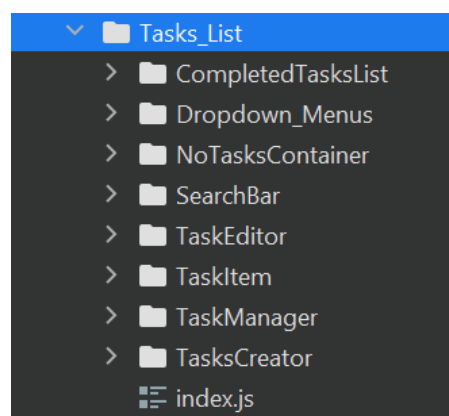 Tasks_List
CompletedTasksList
Dropdown_Menus
NoTasksContainer
SearchBar
TaskEditor
TaskItem
TaskManager
TasksCreator
index.js